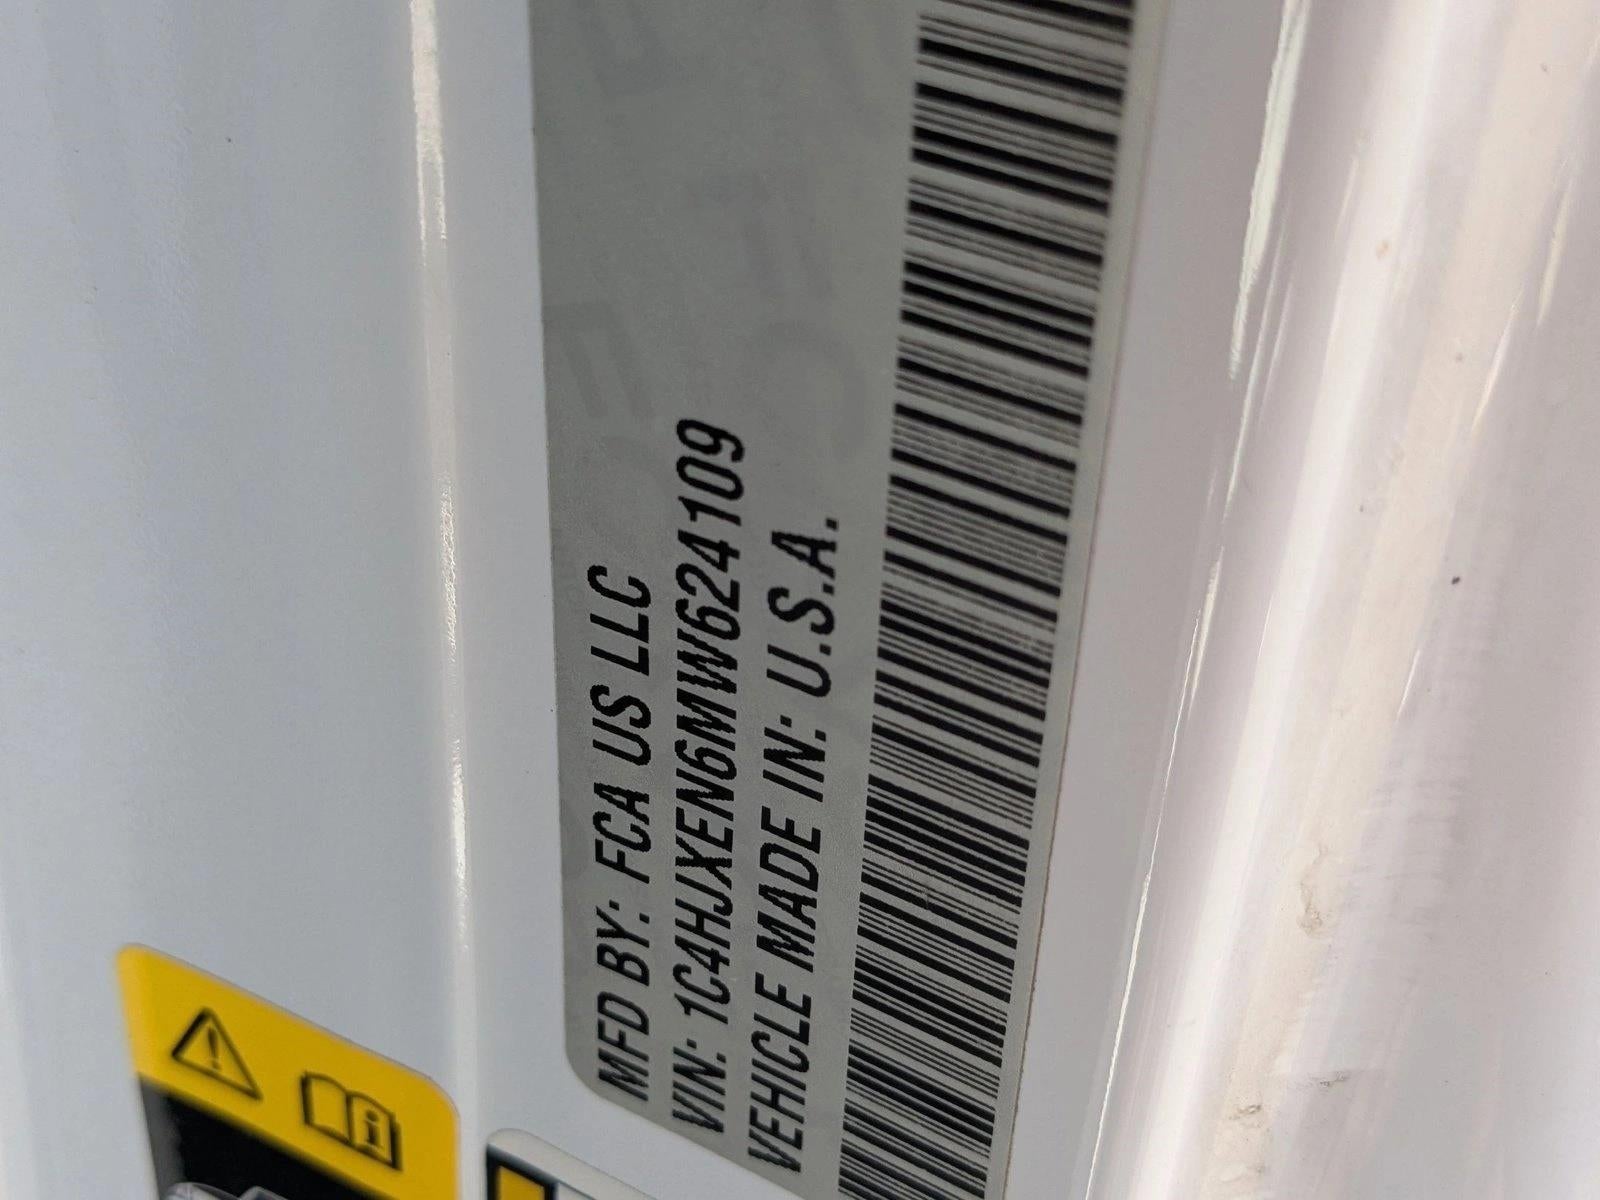 MFD BY: FCA US LLC
VIN: 1C4HJXEN6MW624109
VEHICLE MADE IN: U.S.A.